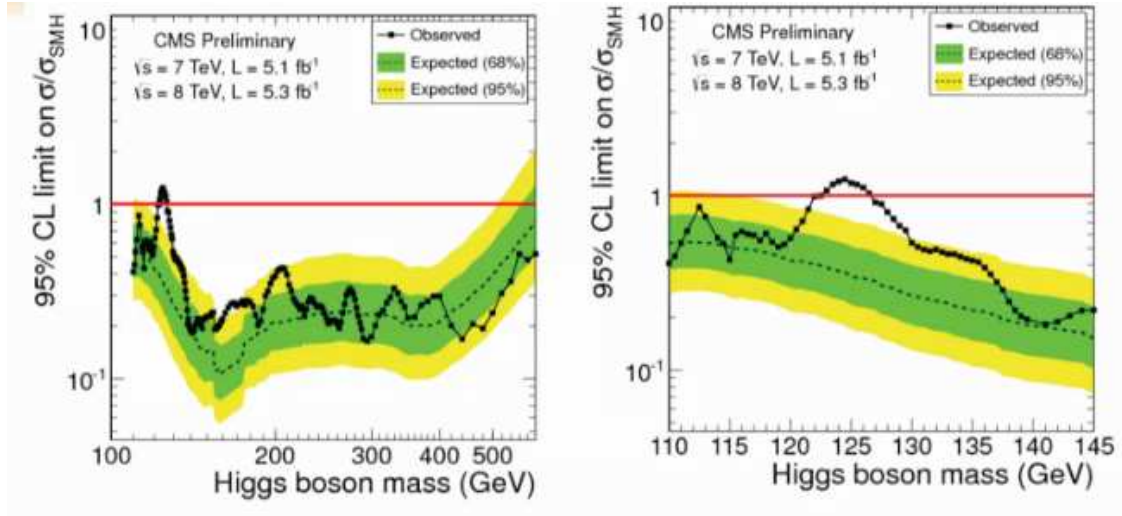 95% CL limit on σ/σSMH
10
1
10⁻¹
CMS Preliminary
√s = 7 TeV, L = 5.1 fb⁻¹
√s = 8 TeV, L = 5.3 fb⁻¹
Observed
Expected (68%)
Expected (95%)
100 200 300 400 500
Higgs boson mass (GeV)
95% CL limit on σ/σSMH
10
1
10⁻¹
CMS Preliminary
√s = 7 TeV, L = 5.1 fb⁻¹
√s = 8 TeV, L = 5.3 fb⁻¹
Observed
Expected (68%)
Expected (95%)
110 115 120 125 130 135 140 145
Higgs boson mass (GeV)